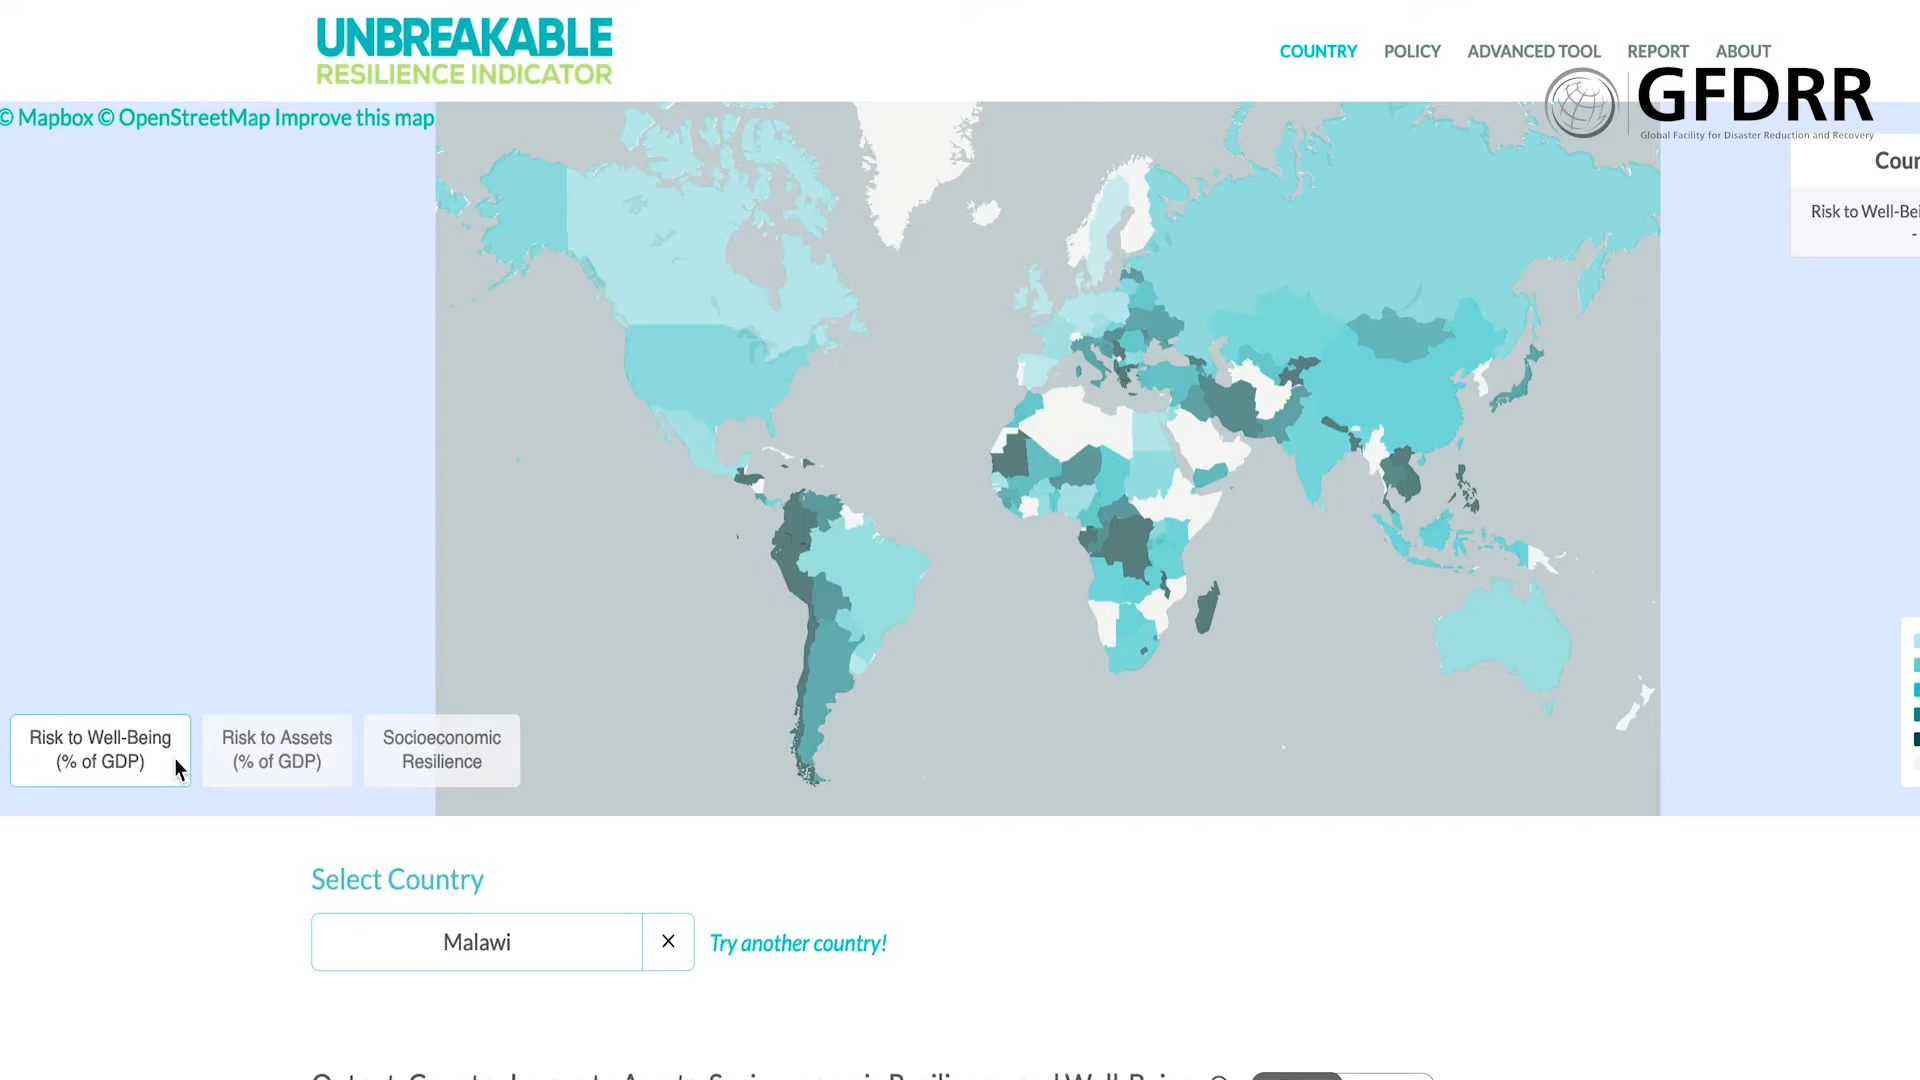 UNBREAKABLE
RESILIENCE INDICATOR
COUNTRY POLICY ADVANCED TOOL REPORT ABOUT
GFDRR
Global Facility for Disaster Reduction and Recovery
© Mapbox © OpenStreetMap Improve this map
Risk to Well-Being
(% of GDP)
Risk to Assets
(% of GDP)
Socioeconomic
Resilience
Select Country
Malawi ×
Try another country!